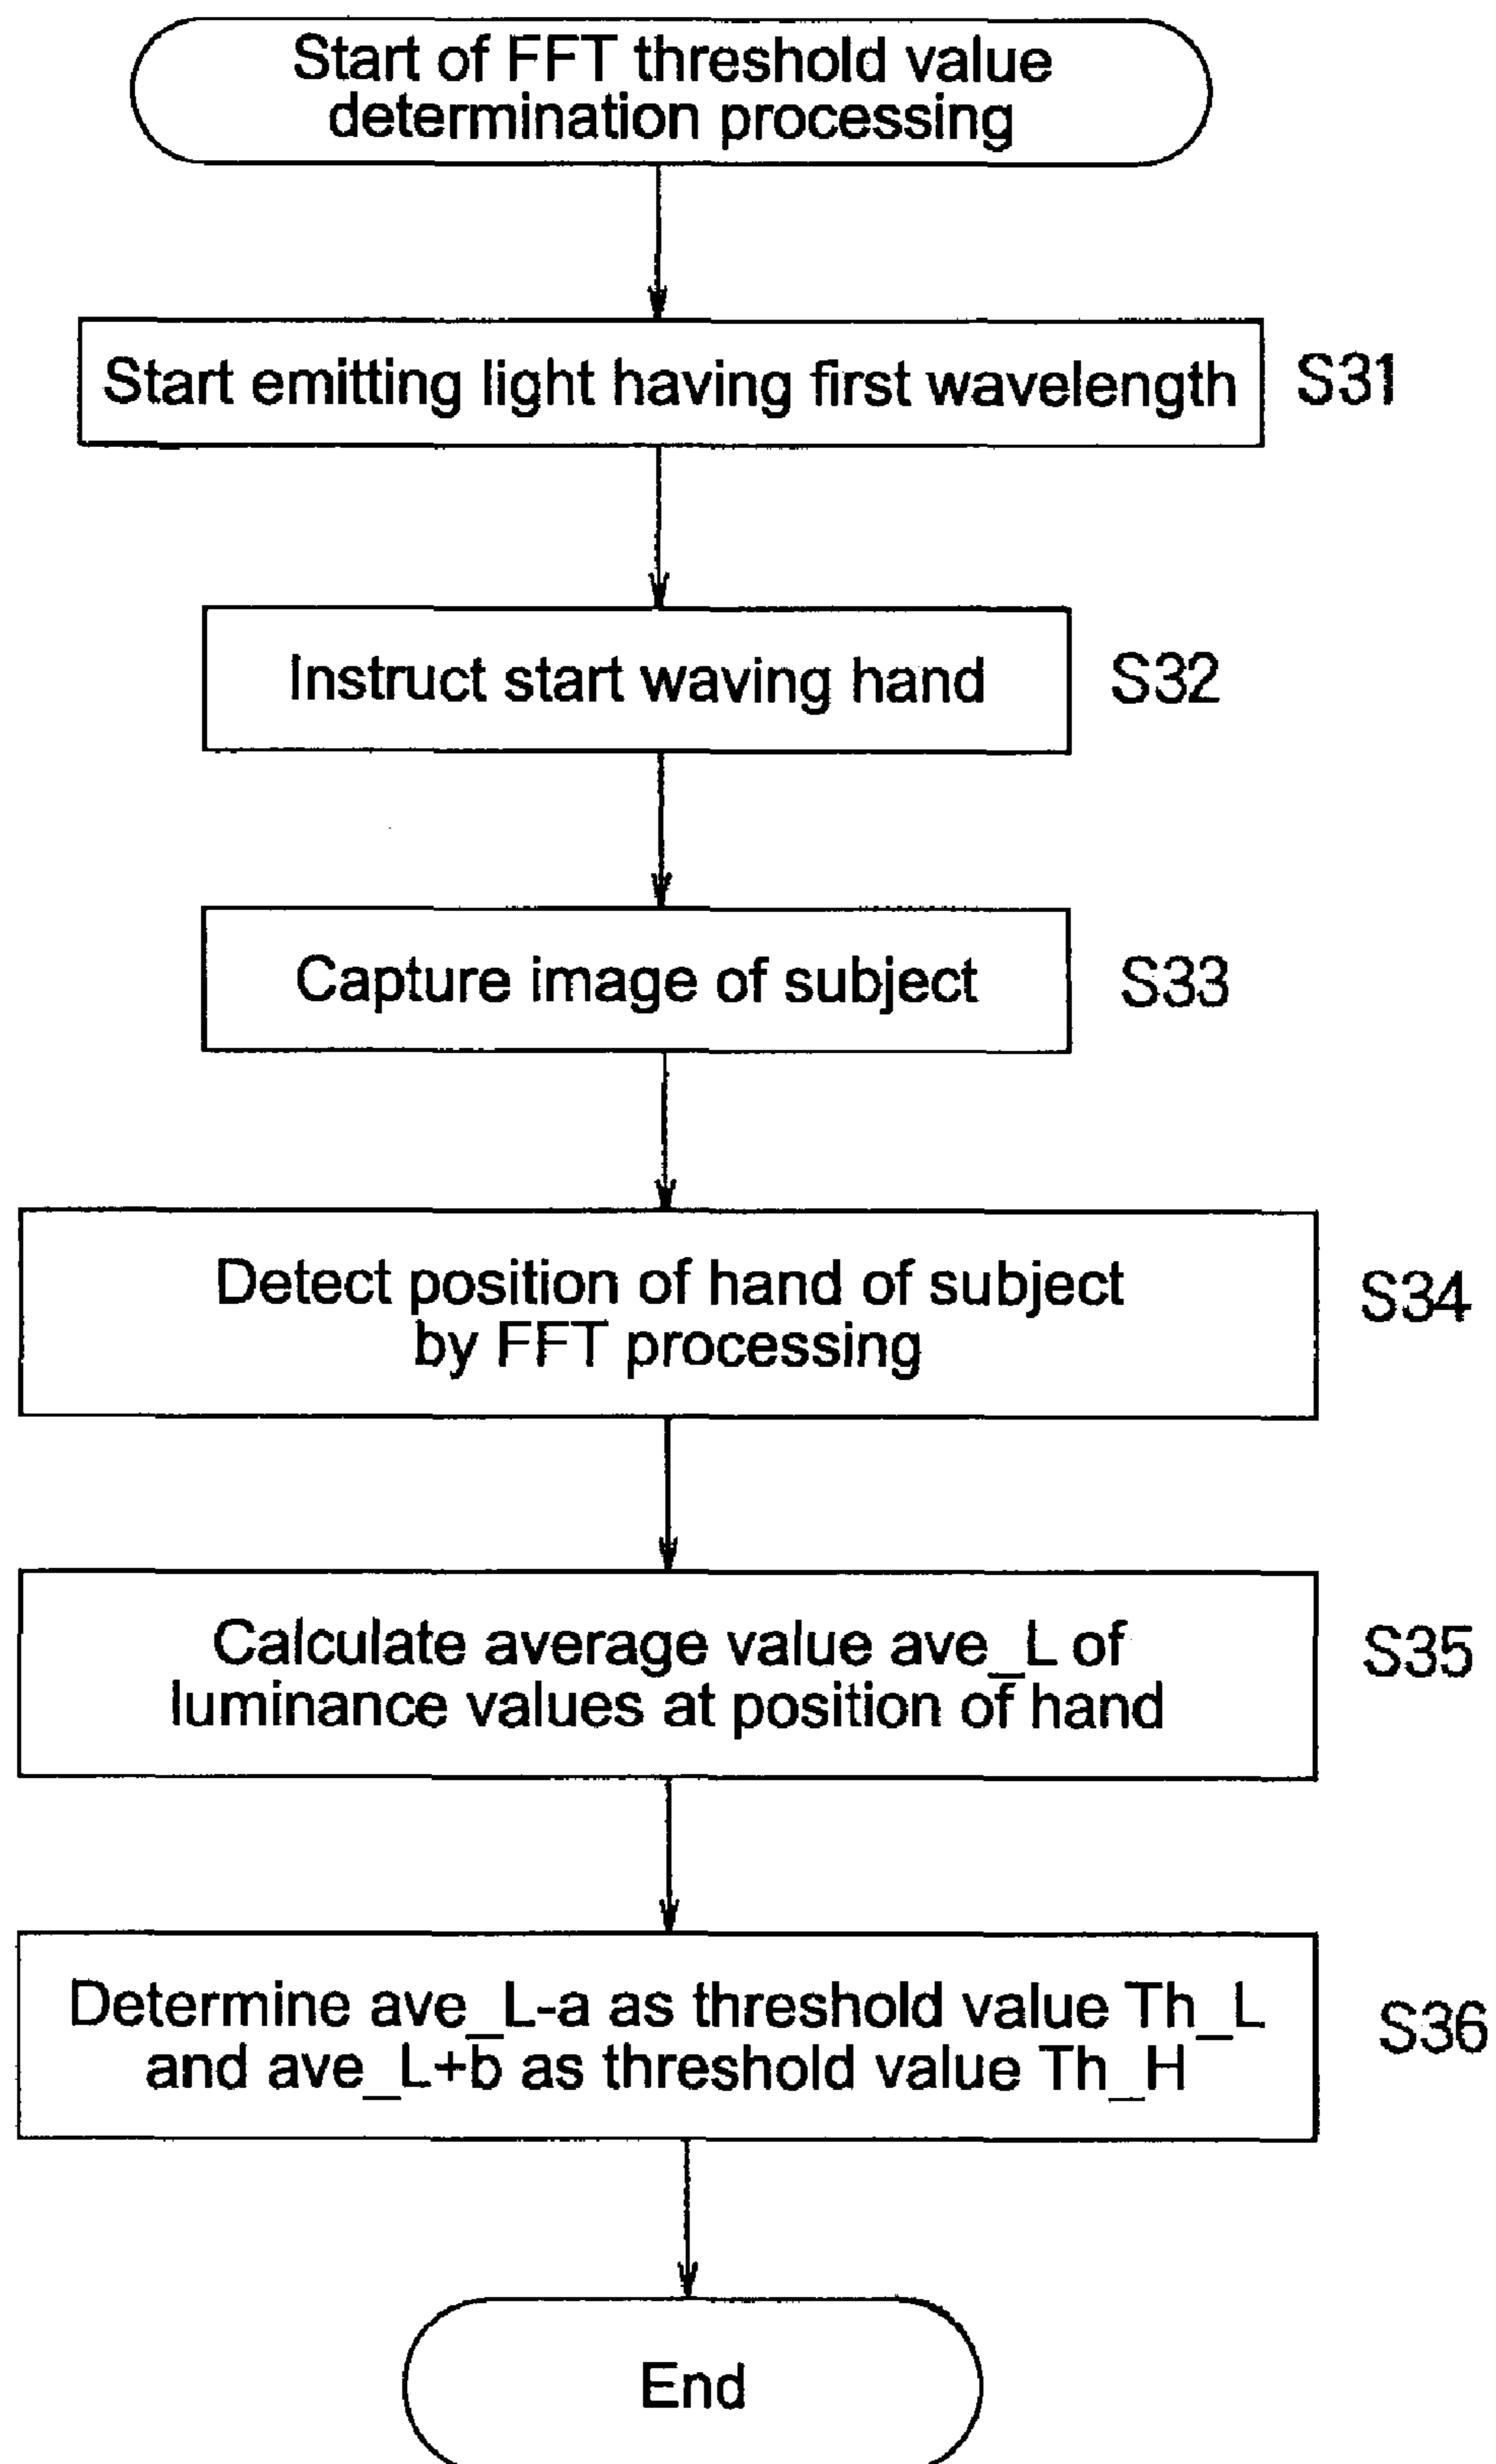 Start of FFT threshold value
determination processing
Start emitting light having first wavelength
S31
Instruct start waving hand
S32
Capture image of subject
S33
Detect position of hand of subject
by FFT processing
S34
Calculate average value ave_L of
luminance values at position of hand
S35
Determine ave_L-a as threshold value Th_L
and ave_L+b as threshold value Th_H
S36
End